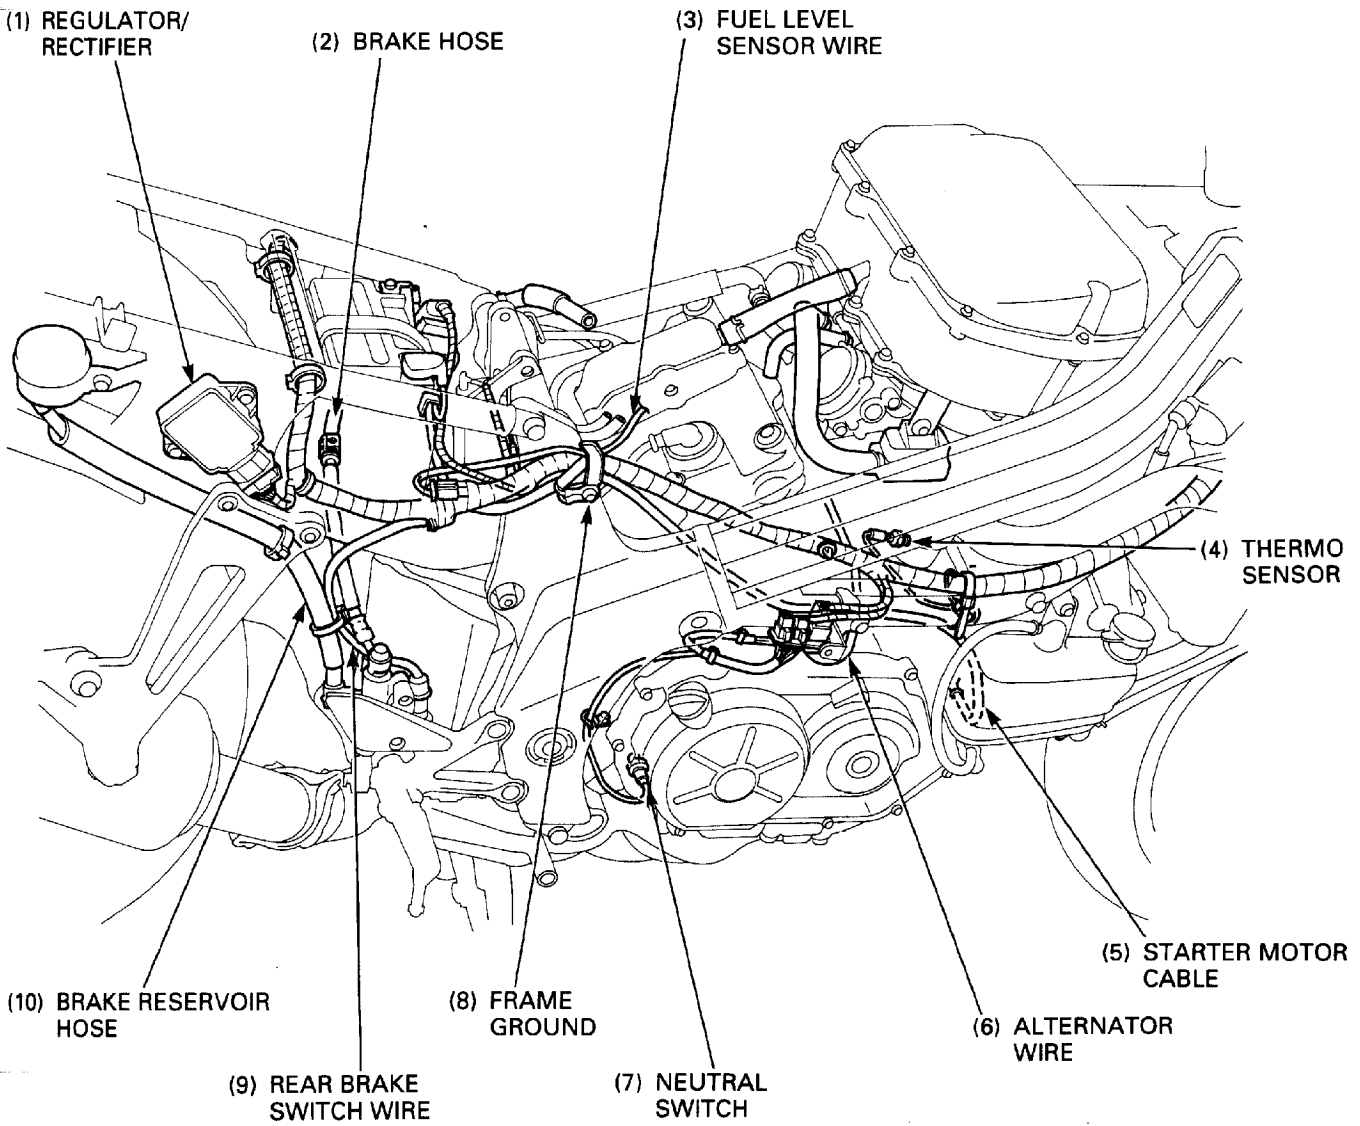 (1) REGULATOR/
RECTIFIER
(2) BRAKE HOSE
(3) FUEL LEVEL
SENSOR WIRE
(4) THERMO
SENSOR
(5) STARTER MOTOR
CABLE
(6) ALTERNATOR
WIRE
(7) NEUTRAL
SWITCH
(8) FRAME
GROUND
(9) REAR BRAKE
SWITCH WIRE
(10) BRAKE RESERVOIR
HOSE